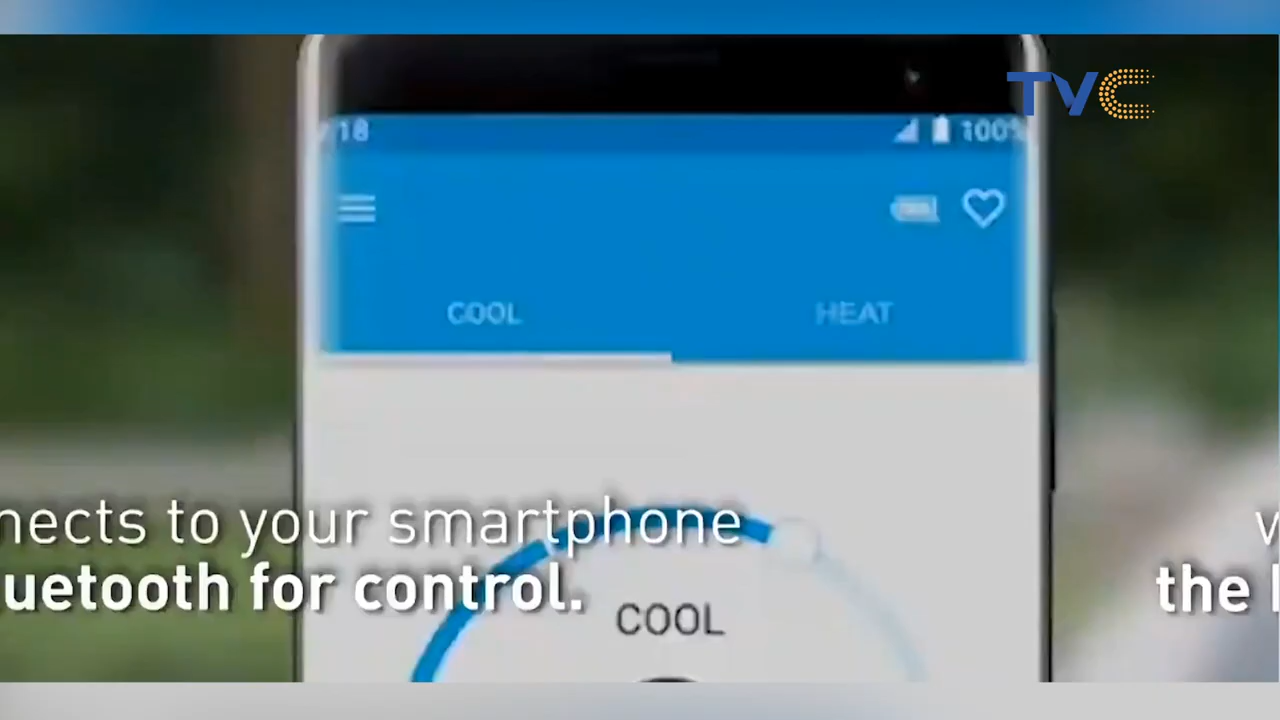 TVC
18
100%
COOL
HEAT
nects to your smartphone
uetooth for control.
the
COOL